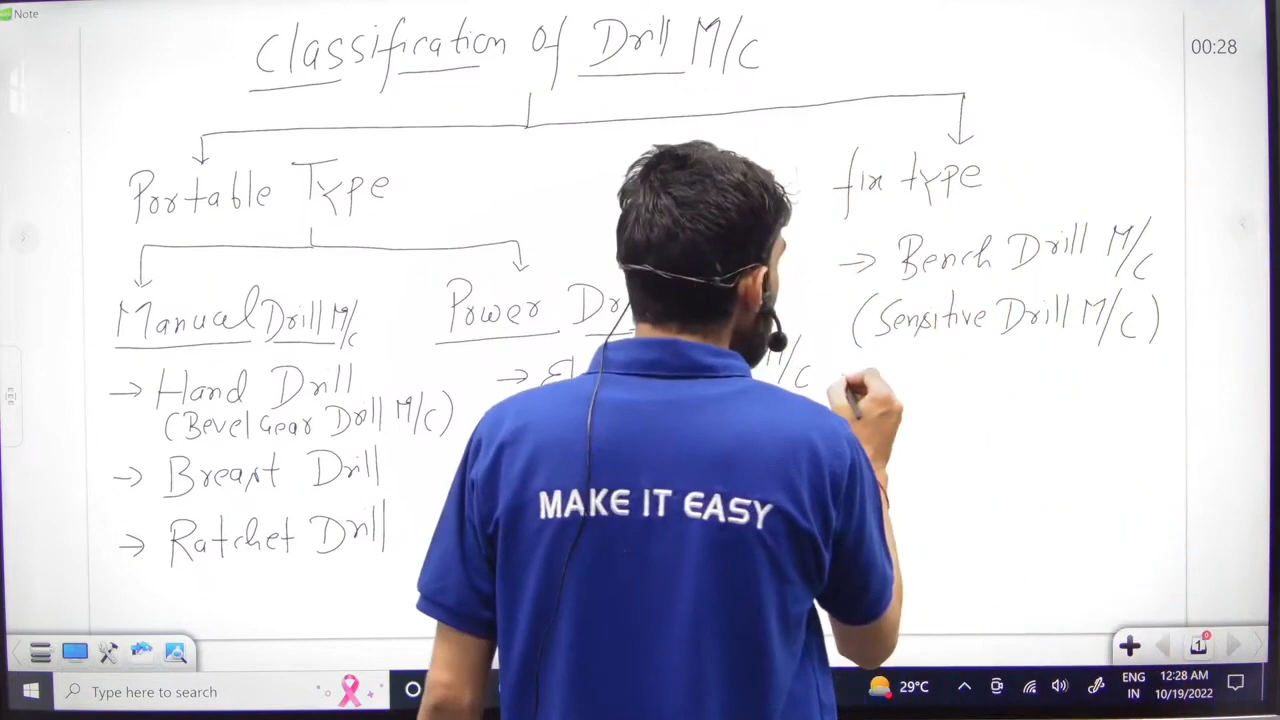 Note
00:28
Classification of Drill M/C
Portable Type
fix type
Manual Drill M/C
→ Hand Drill
(Bevel Gear Drill M/C)
→ Breast Drill
→ Ratchet Drill
Power
M/C
→ Bench Drill M/C
(Sensitive Drill M/C)
MAKE IT EASY
Type here to search
29°C
ENG
IN
12:28 AM
10/19/2022
1